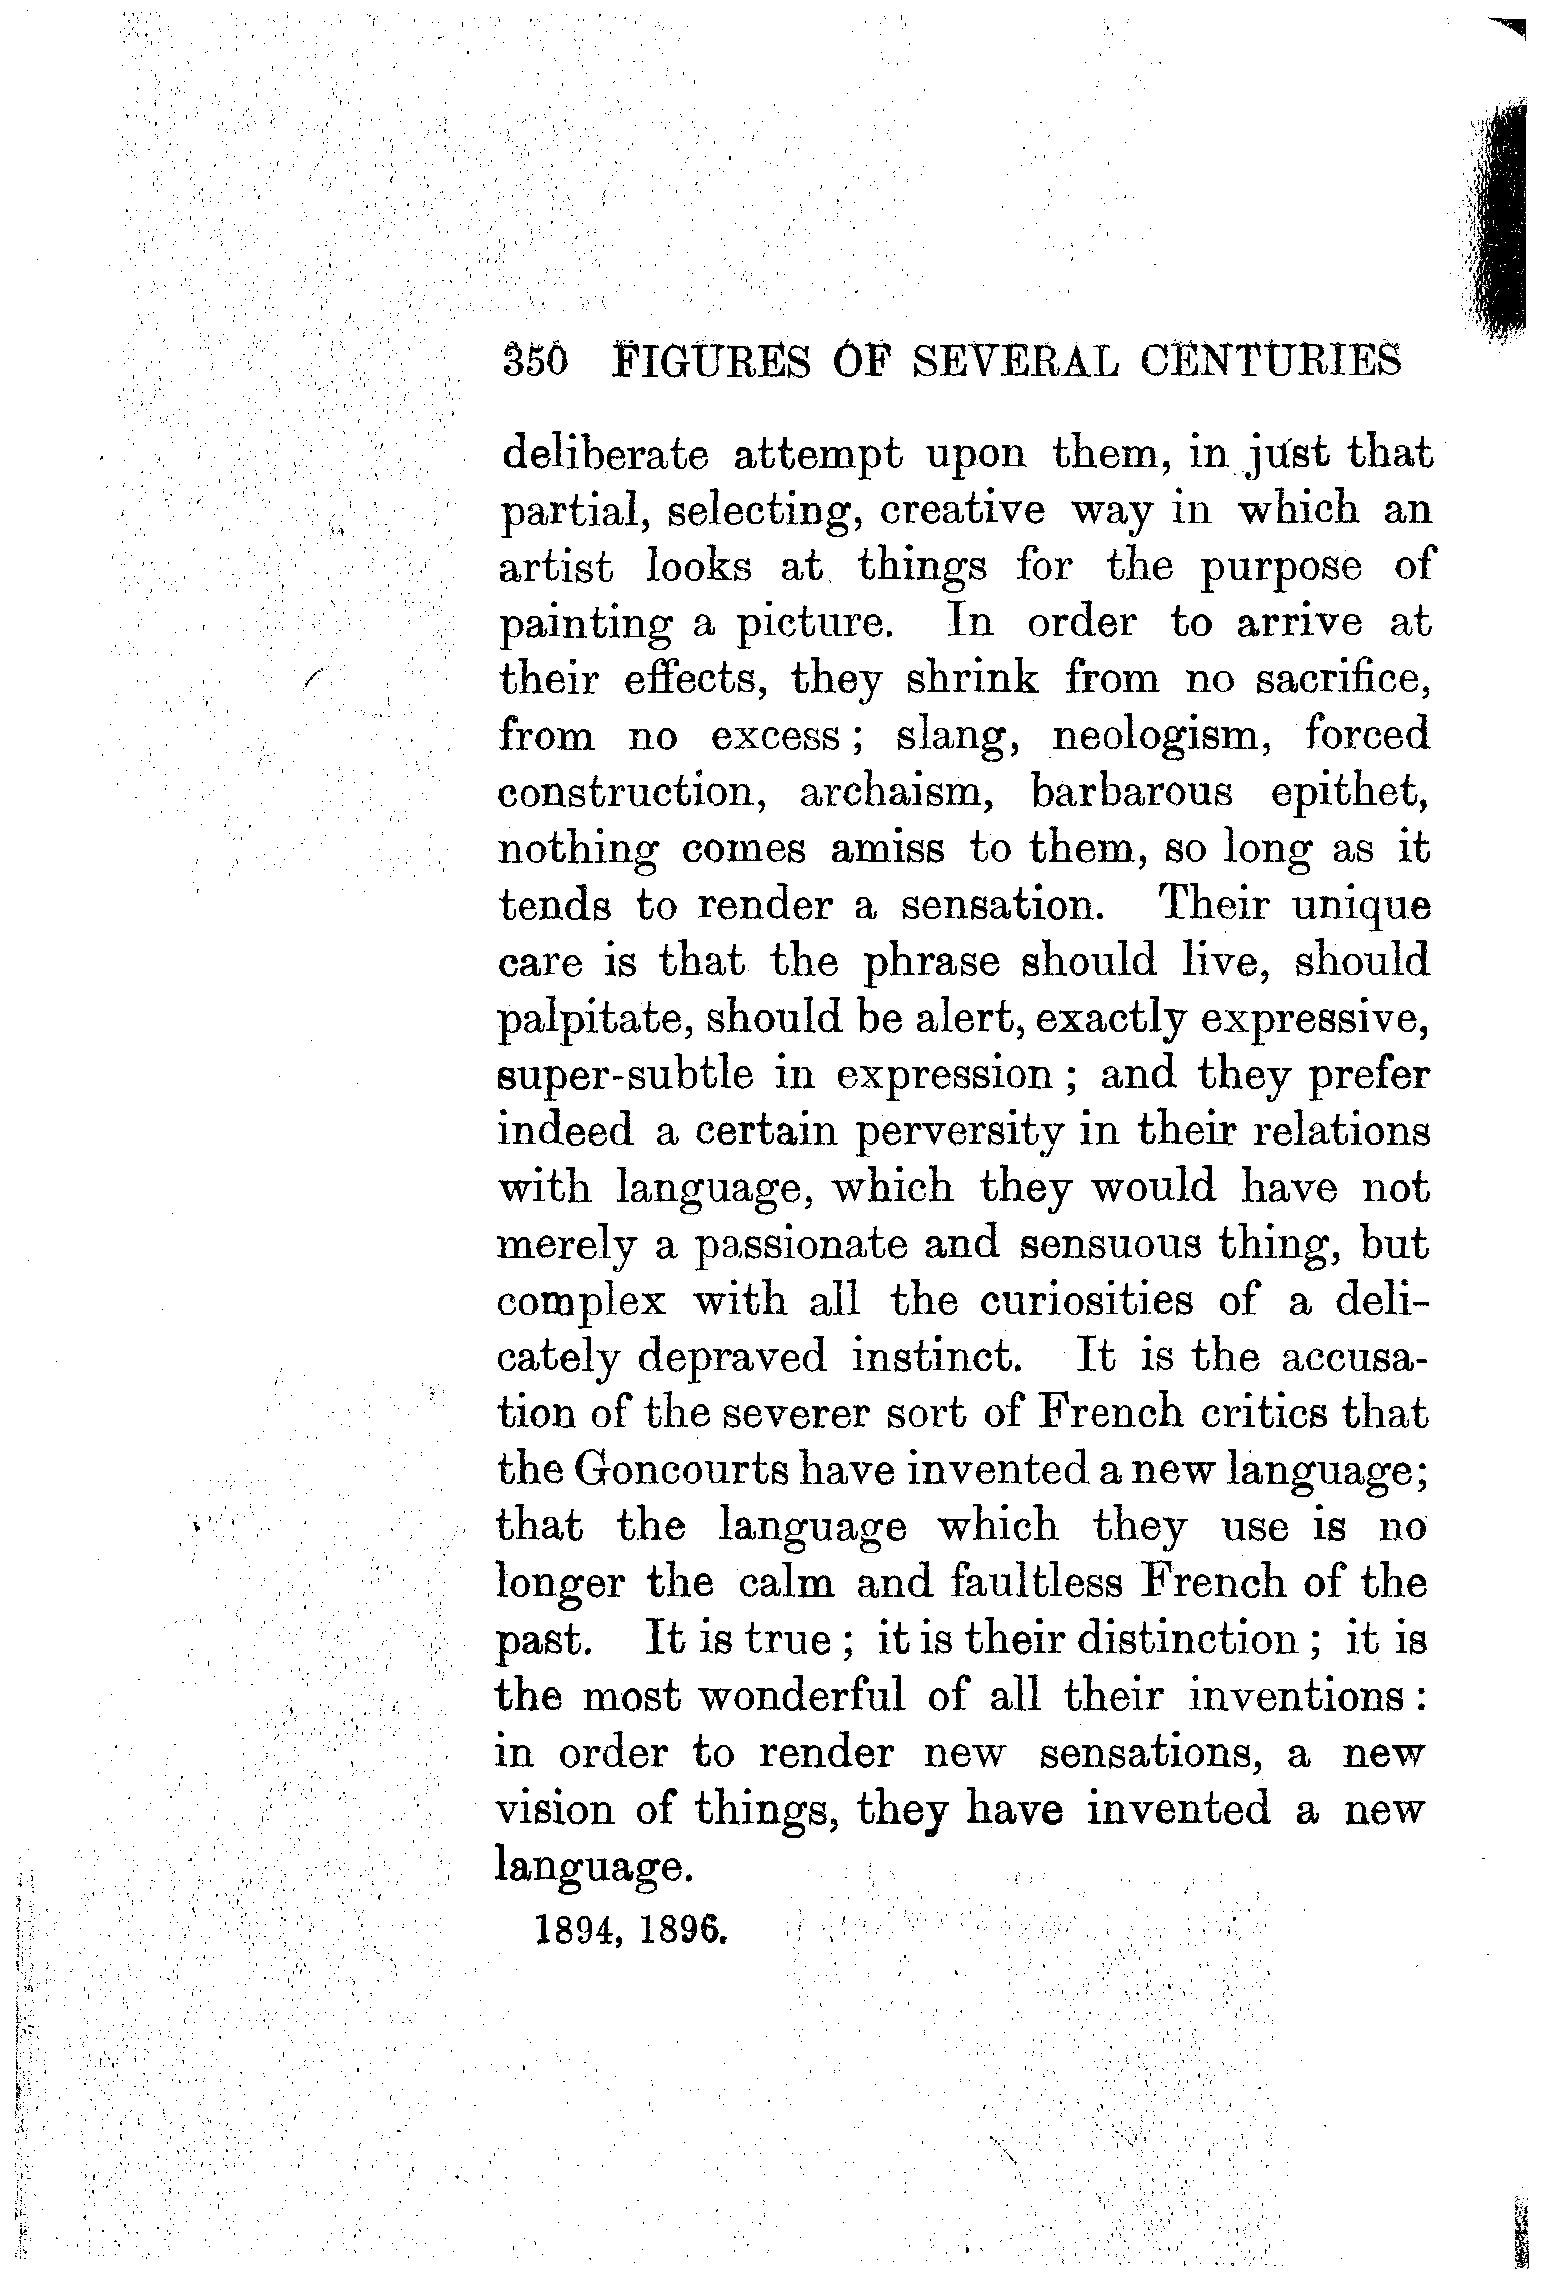 350 FIGURES OF SEVERAL CENTURIES
deliberate attempt upon them, in just that
partial, selecting, creative way in which an
artist looks at things for the purpose of
painting a picture. In order to arrive at
their effects, they shrink from no sacrifice,
from no excess; slang, neologism, forced
construction, archaism, barbarous epithet,
nothing comes amiss to them, so long as it
tends to render a sensation. Their unique
care is that the phrase should live, should
palpitate, should be alert, exactly expressive,
super-subtle in expression; and they prefer
indeed a certain perversity in their relations
with language, which they would have not
merely a passionate and sensuous thing, but
complex with all the curiosities of a deli-
cately depraved instinct. It is the accusa-
tion of the severer sort of French critics that
the Goncourts have invented a new language;
that the language which they use is no
longer the calm and faultless French of the
past. It is true; it is their distinction; it is
the most wonderful of all their inventions:
in order to render new sensations, a new
vision of things, they have invented a new
language.
1894, 1896.